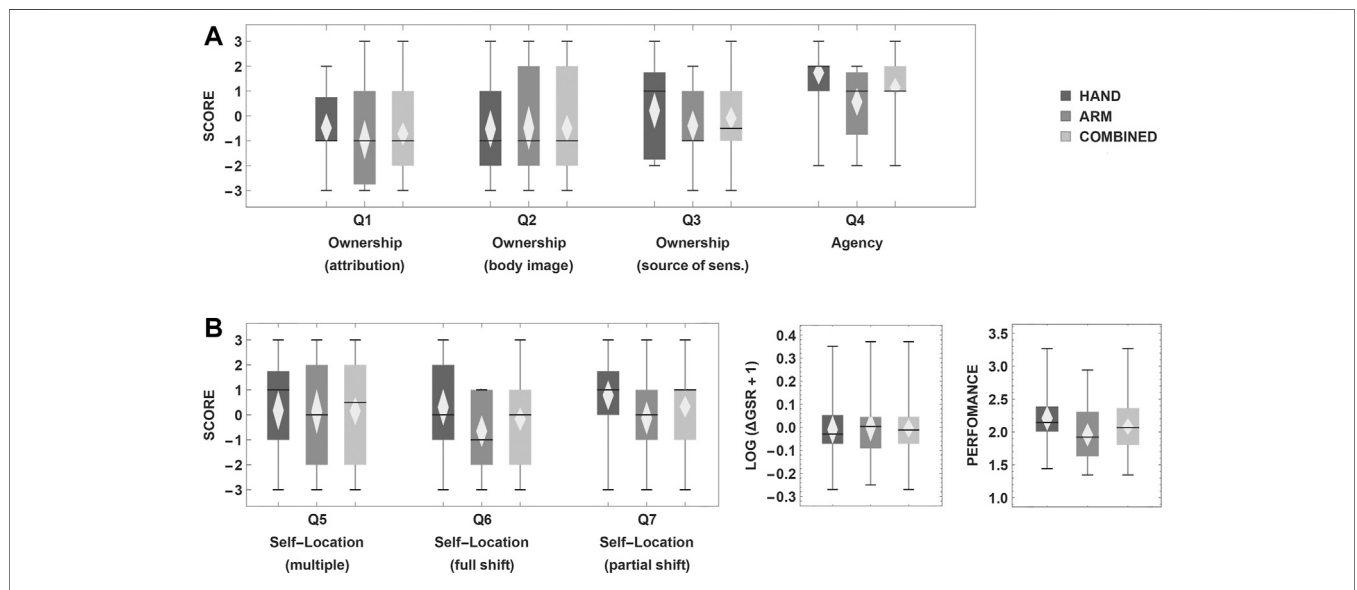 A
SCORE
3
2
1
0
−1
−2
−3
Q1
Ownership
(attribution)
Q2
Ownership
(body image)
Q3
Ownership
(source of sens.)
Q4
Agency
HAND
ARM
COMBINED
B
SCORE
3
2
1
0
−1
−2
−3
Q5
Self−Location
(multiple)
Q6
Self−Location
(full shift)
Q7
Self−Location
(partial shift)
LOG (ΔGSR + 1)
0.4
0.3
0.2
0.1
0.0
−0.1
−0.2
−0.3
PERFOMANCE
3.5
3.0
2.5
2.0
1.5
1.0